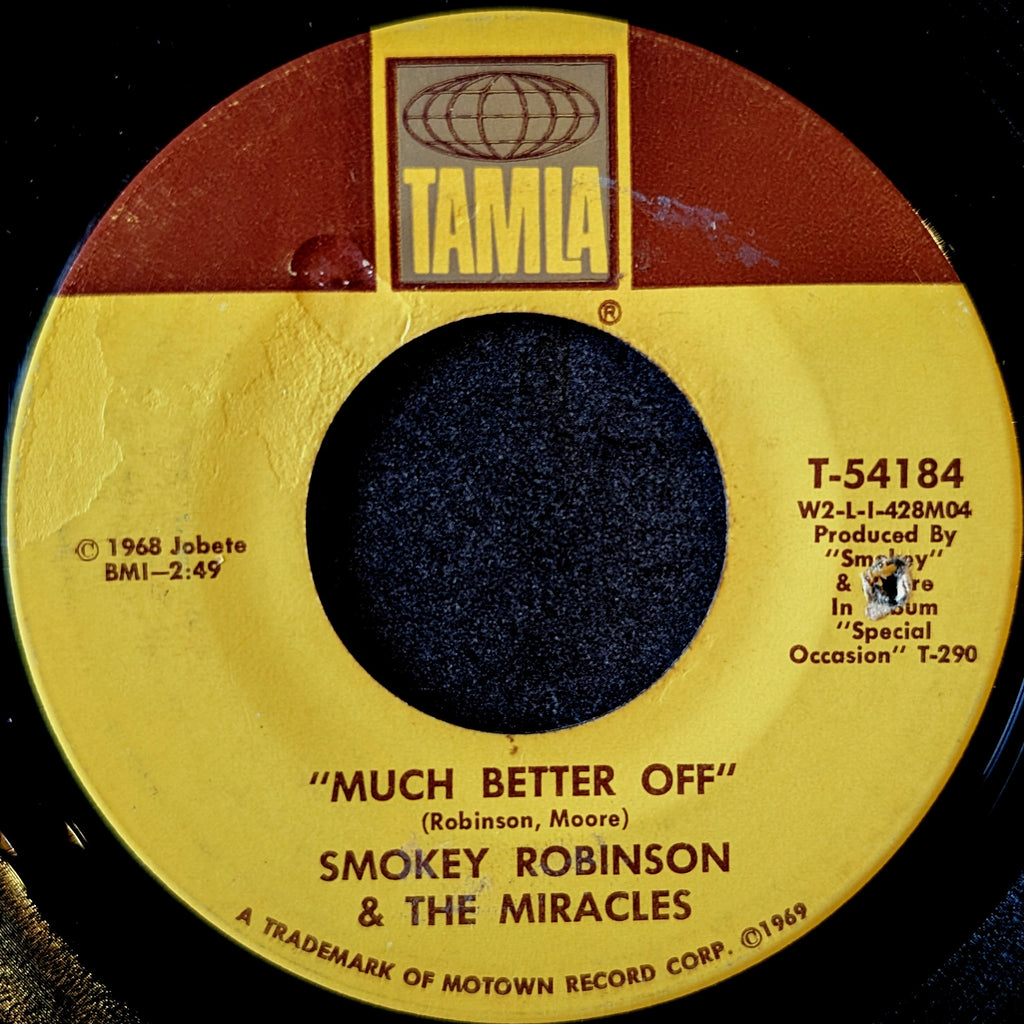 TAMLA
®
T-54184
W2-L-1-428M04
© 1968 Jobete
BMI—2:49
Produced By
"Smokey"
&
In
"Special
Occasion" T-290
"MUCH BETTER OFF"
(Robinson, Moore)
SMOKEY ROBINSON
& THE MIRACLES
A TRADEMARK OF MOTOWN RECORD CORP. ©1969